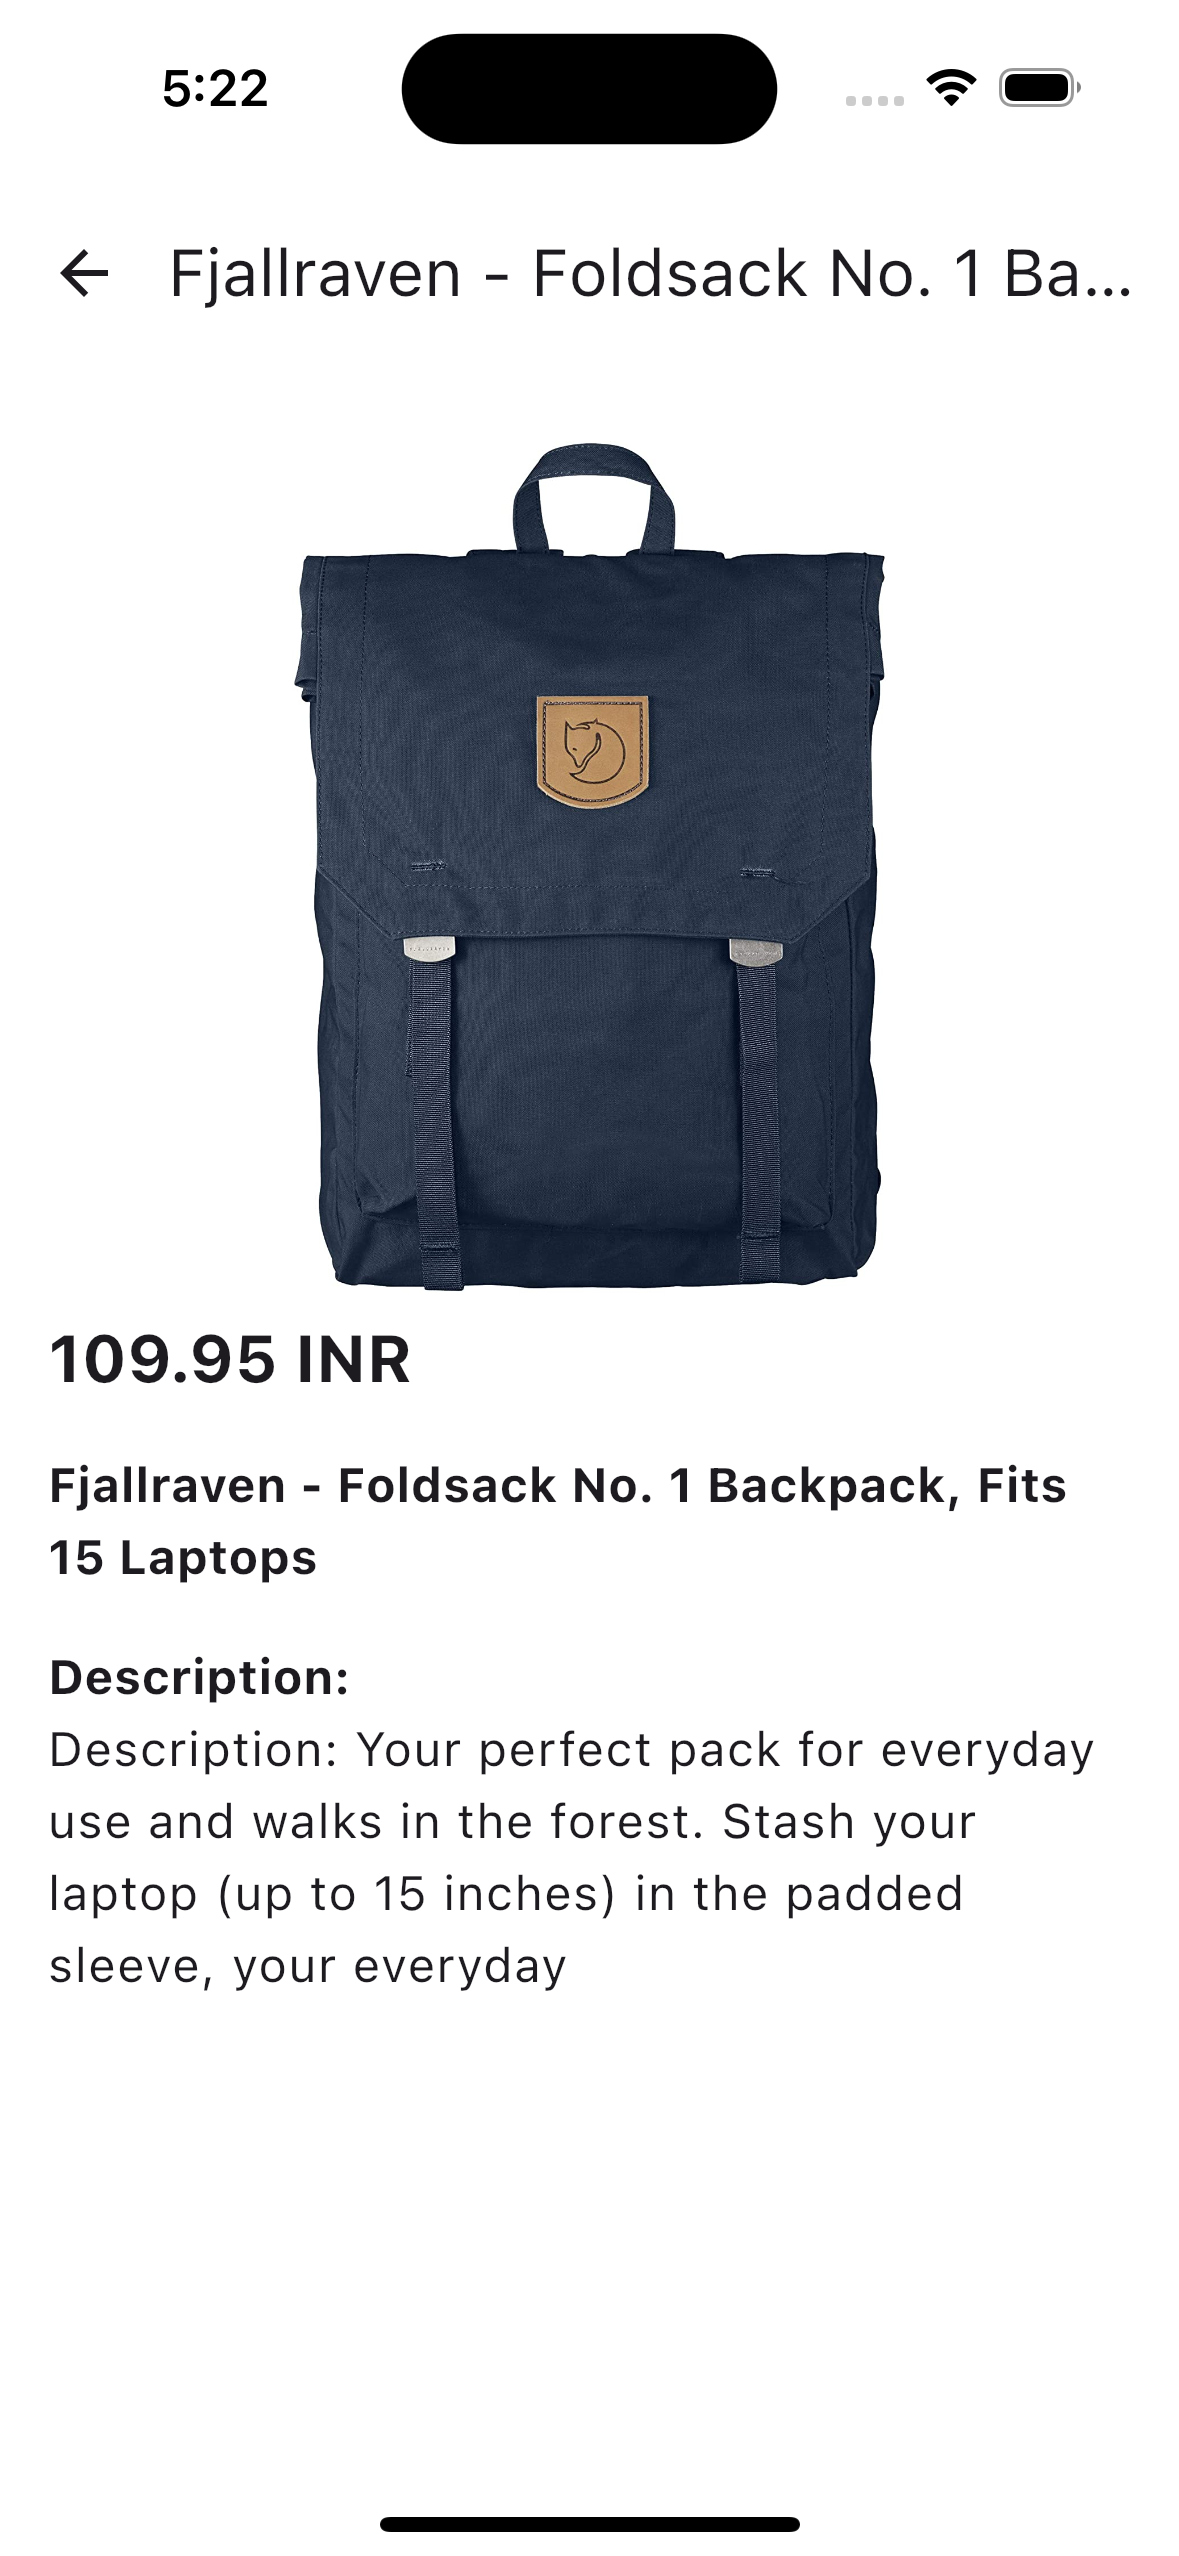 5:22
Fjallraven - Foldsack No. 1 Ba...
109.95 INR
Fjallraven - Foldsack No. 1 Backpack, Fits
15 Laptops
Description:
Description: Your perfect pack for everyday
use and walks in the forest. Stash your
laptop (up to 15 inches) in the padded
sleeve, your everyday